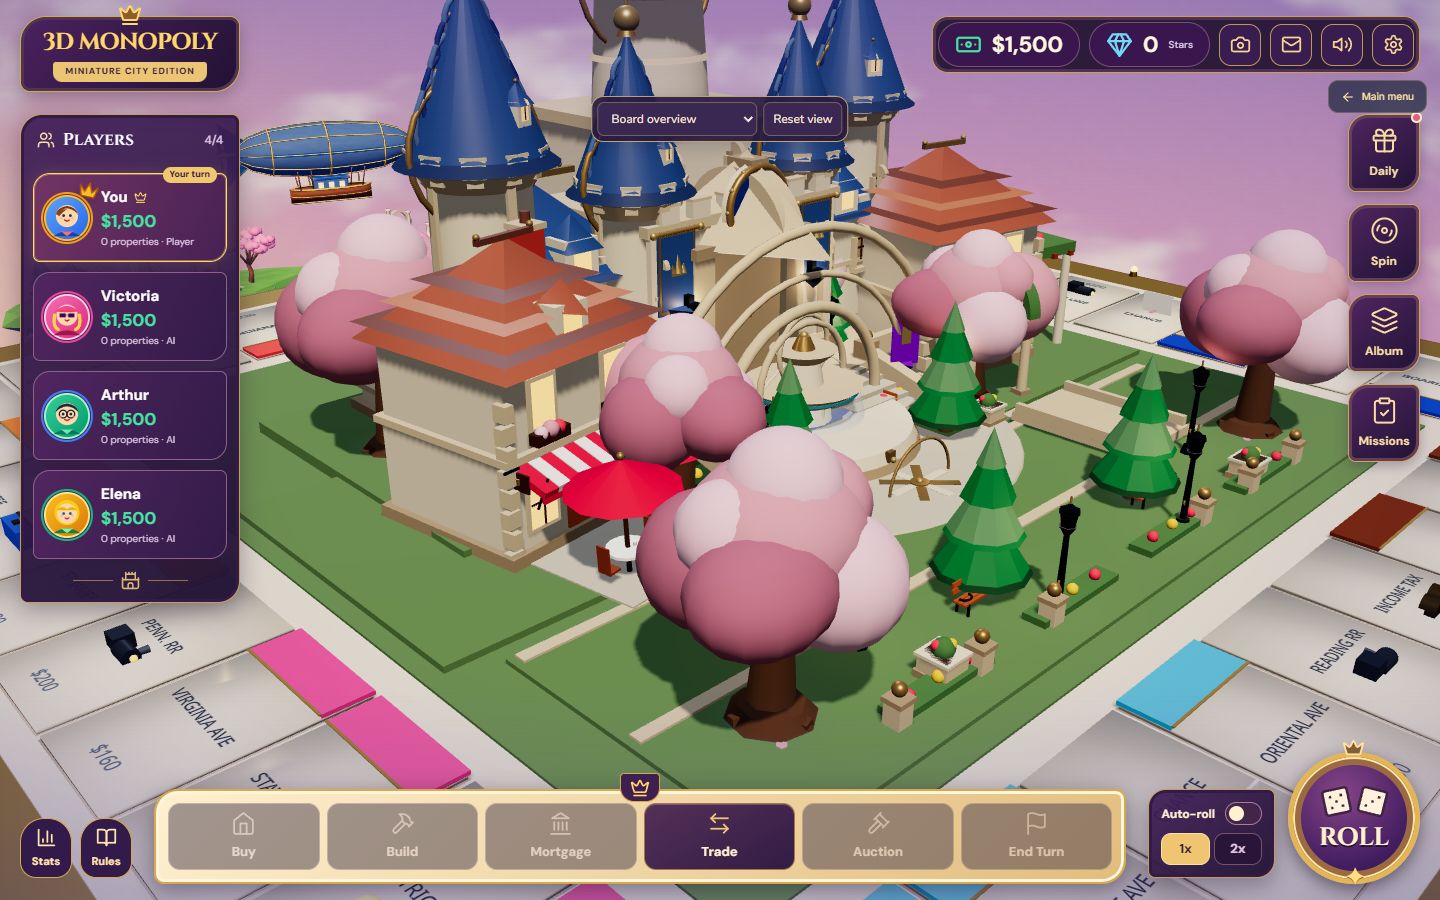 3D MONOPOLY
MINIATURE CITY EDITION
$1,500
0 Stars
Main menu
Board overview
Reset view
PLAYERS 4/4
Your turn
You
$1,500
0 properties · Player
Victoria
$1,500
0 properties · AI
Arthur
$1,500
0 properties · AI
Elena
$1,500
0 properties · AI
Daily
Spin
Album
Missions
CHANCE
INCOME TAX
READING RR
ORIENTAL AVE
PENN. RR
$200
VIRGINIA AVE
$160
AVE
Stats
Rules
Buy
Build
Mortgage
Trade
Auction
End Turn
Auto-roll
1x
2x
ROLL